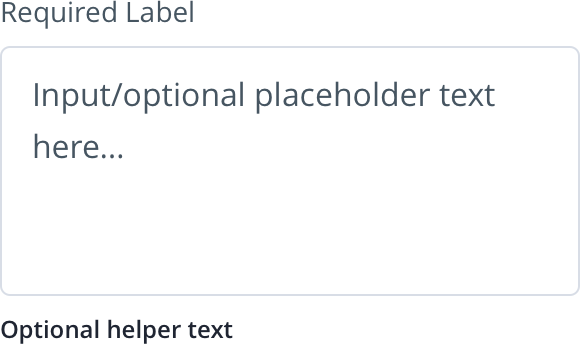 Required Label
Input/optional placeholder text
here...
Optional helper text